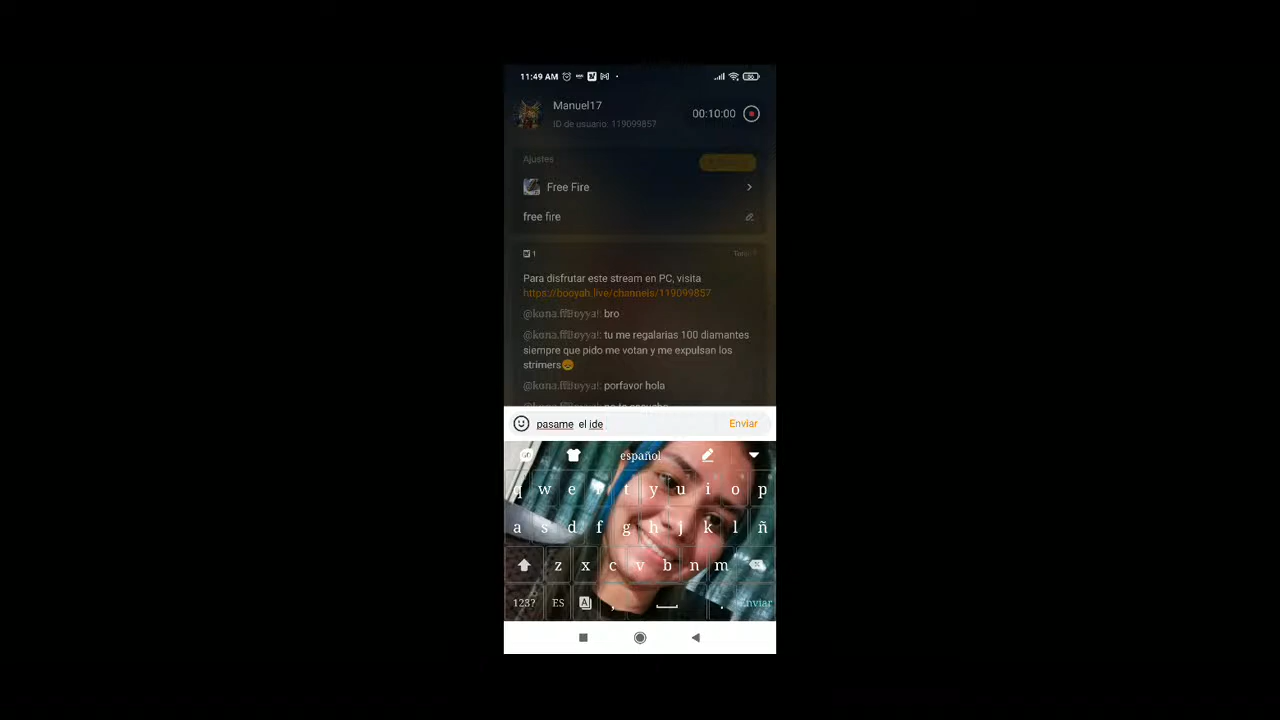 11:49 AM
Manuel17
00:10:00
ID de usuario: 119099857
Ajustes
Free Fire
free fire
1
Para disfrutar este stream en PC, visita
https://booyah.live/channels/119099857
bro
tu me regalarias 100 diamantes
siempre que pido me votan y me expulsan los
strimers
porfavor hola
pasame el ide
Enviar
español
q w e t y u i o p
a s d f g h j k l ñ
z x c v b n m
123? ES , . Enviar